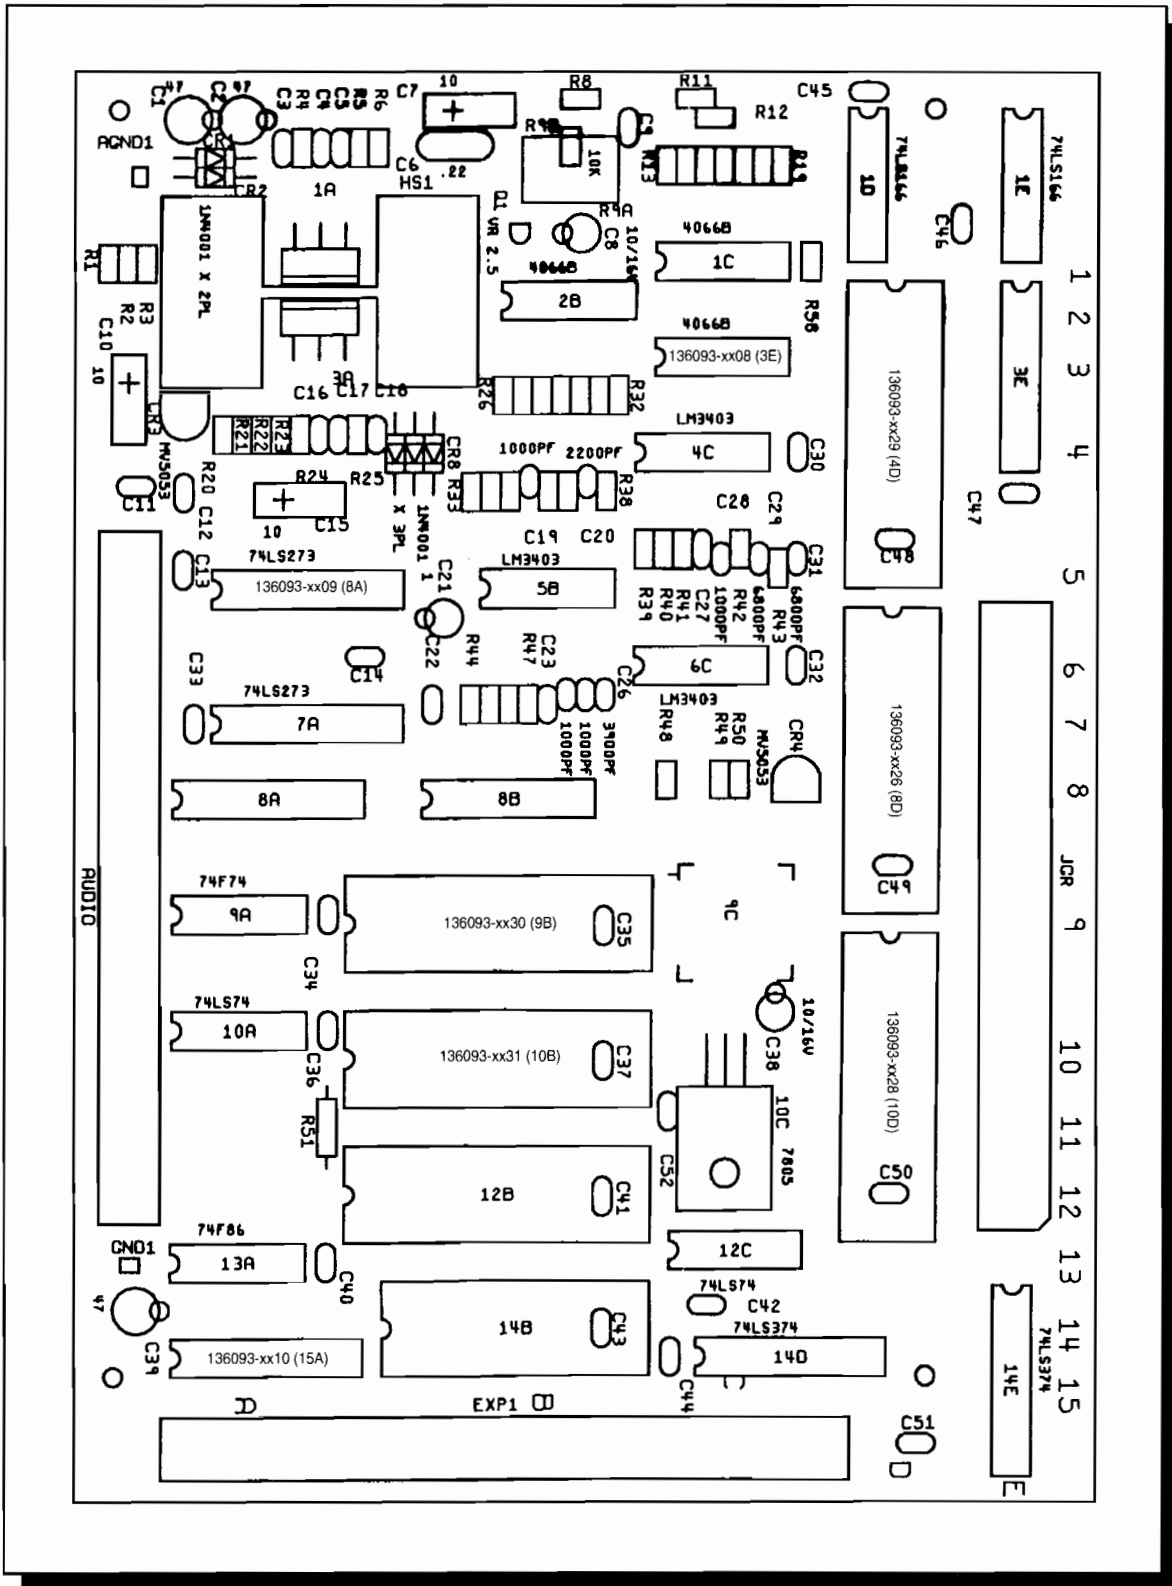 C1
47
C2
47
C3
R4
C4
C5
R5
R6
C7
10
R8
R11
C45
R12
AGND1
CR2
1A
C6
HS1
.22
10K
C9
R13
R19
1D
74LS166
1E
74LS166
C46
1N4001 X 2PL
Q1
VR 2.5
R9A
C8
10/16V
4066B
1C
R1
R2
R3
4066B
2B
R58
1
2
3
C10
10
4066B
136093-xx08 (3E)
3A
C16
C17
C18
R26
R32
136093-xx29 (4D)
3E
CR3
MV5053
R21
R22
R23
CR8
LM3403
4C
C30
4
1000PF
2200PF
C11
R20
C12
R24
R25
10
C15
X 3PL
1N4001
1
R33
R38
C28
C29
C47
C48
C19
C20
C13
74LS273
136093-xx09 (8A)
C21
LM3403
5B
C31
5
R39
R40
R41
C27
1000PF
R42
6800PF
R43
6800PF
C33
C14
C22
R44
R47
C23
C26
6C
C32
LM3403
6
74LS273
7A
1000PF
1000PF
3900PF
R48
R49
R50
MV5053
CR4
136093-xx26 (8D)
7
8A
8B
8
AUDIO
74F74
9A
136093-xx30 (9B)
C35
9C
C49
JCR
9
C34
74LS74
10A
C36
136093-xx31 (10B)
C37
C38
10/16V
136093-xx28 (10D)
10
R51
10C
7805
C52
11
12B
C41
C50
12
GND1
74F86
13A
C40
12C
13
47
C39
136093-xx10 (15A)
14B
C43
74LS74
C42
74LS374
14D
C44
14E
74LS374
14
15
A
EXP1
B
C51
D
E